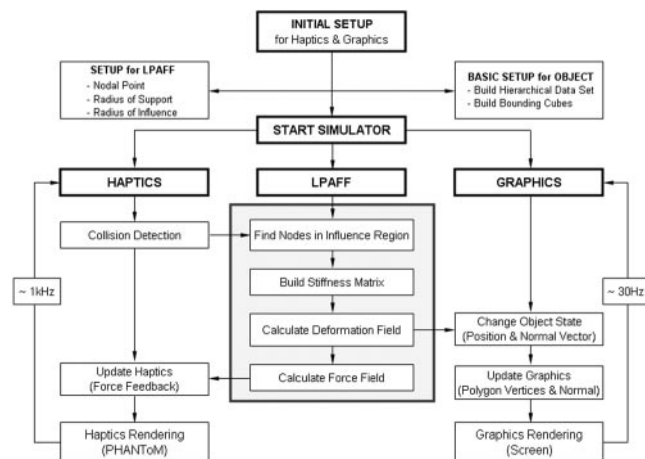 INITIAL SETUP
for Haptics & Graphics
SETUP for LPAFF
- Nodal Point
- Radius of Support
- Radius of Influence
BASIC SETUP for OBJECT
- Build Hierarchical Data Set
- Build Bounding Cubes
START SIMULATOR
HAPTICS
LPAFF
GRAPHICS
Collision Detection
Find Nodes in Influence Region
Build Stiffness Matrix
~ 1kHz
~ 30Hz
Calculate Deformation Field
Change Object State
(Position & Normal Vector)
Update Haptics
(Force Feedback)
Calculate Force Field
Update Graphics
(Polygon Vertices & Normal)
Haptics Rendering
(PHANToM)
Graphics Rendering
(Screen)